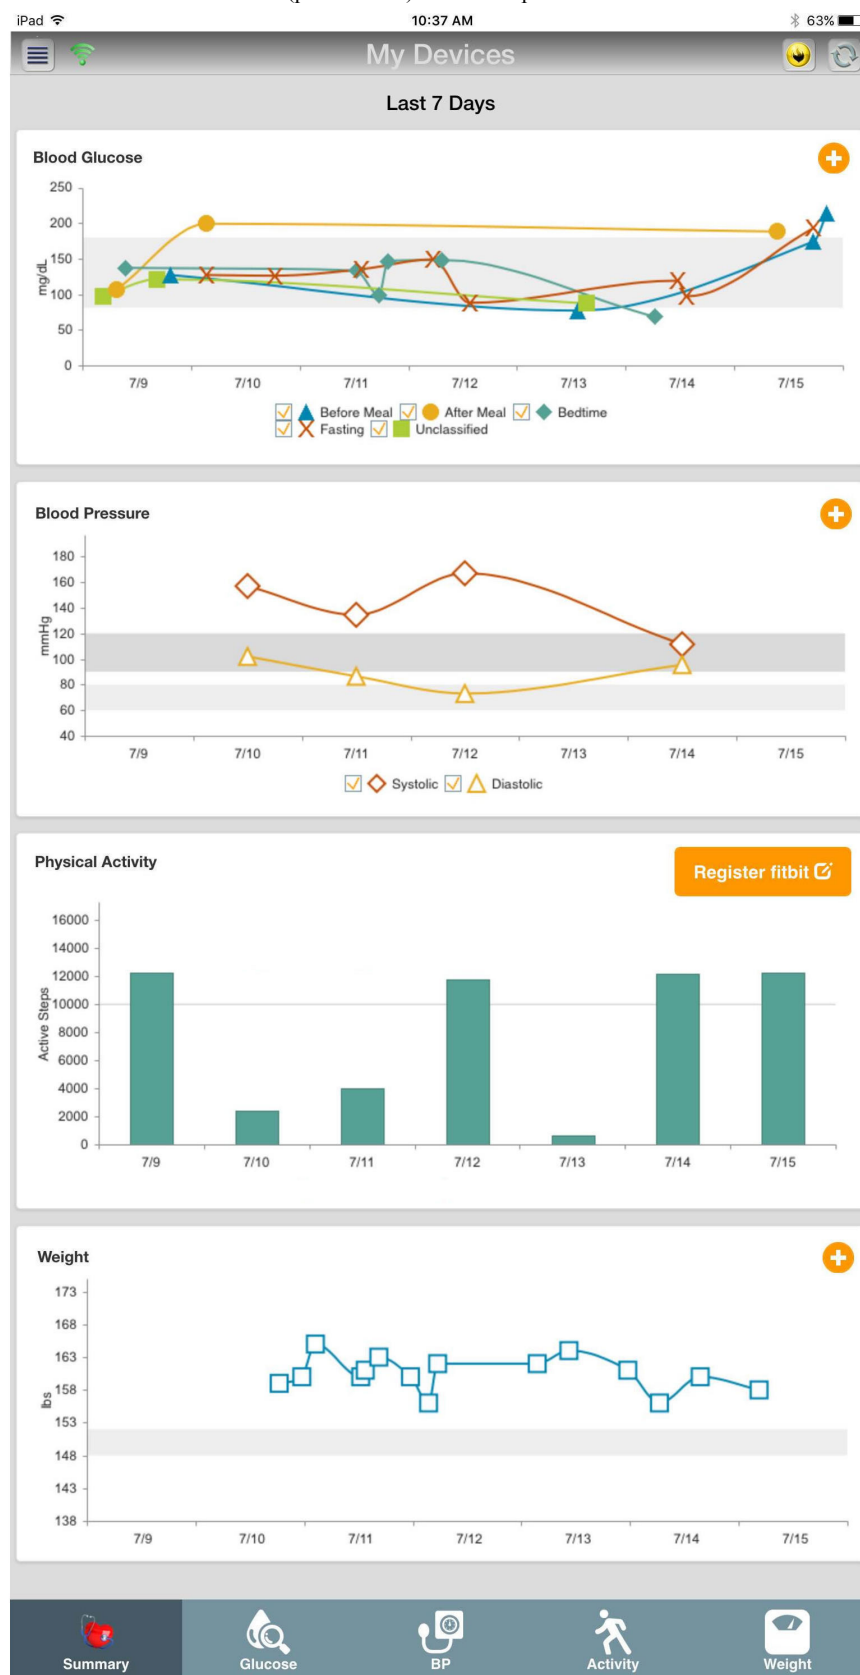 iPad 10:37 AM 63%
My Devices
Last 7 Days
Blood Glucose
250
200
150
100
50
0
mg/dL
7/9 7/10 7/11 7/12 7/13 7/14 7/15
Before Meal After Meal Bedtime
Fasting Unclassified
Blood Pressure
180
160
140
120
100
80
60
40
mmHg
7/9 7/10 7/11 7/12 7/13 7/14 7/15
Systolic Diastolic
Physical Activity
Register fitbit
16000
14000
12000
10000
8000
6000
4000
2000
0
Active Steps
7/9 7/10 7/11 7/12 7/13 7/14 7/15
Weight
173
168
163
158
153
148
143
138
lbs
7/9 7/10 7/11 7/12 7/13 7/14 7/15
Summary Glucose BP Activity Weight